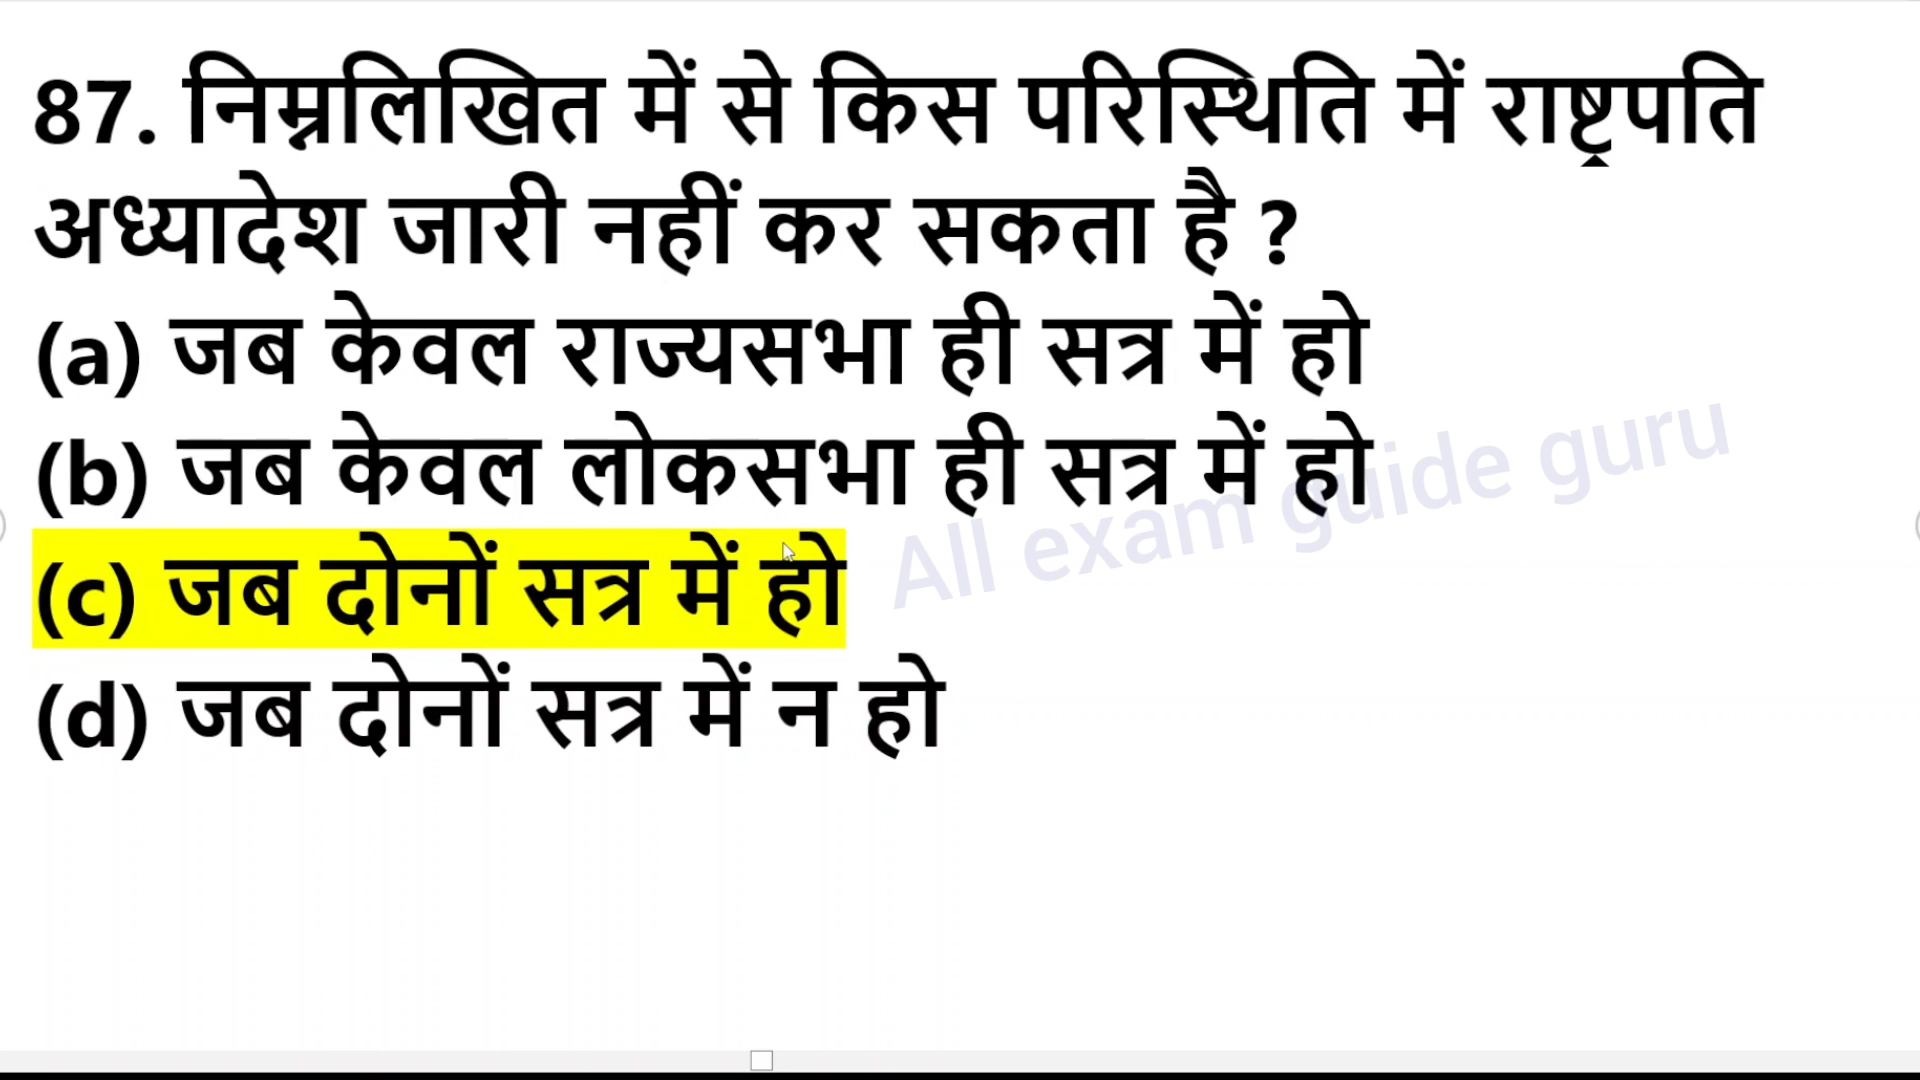 87. निम्नलिखित में से किस परिस्थिति में राष्ट्रपति
अध्यादेश जारी नहीं कर सकता है ?
(a) जब केवल राज्यसभा ही सत्र में हो
(b) जब केवल लोकसभा ही सत्र में हो
All exam guide guru
(c) जब दोनों सत्र में हो
(d) जब दोनों सत्र में न हो